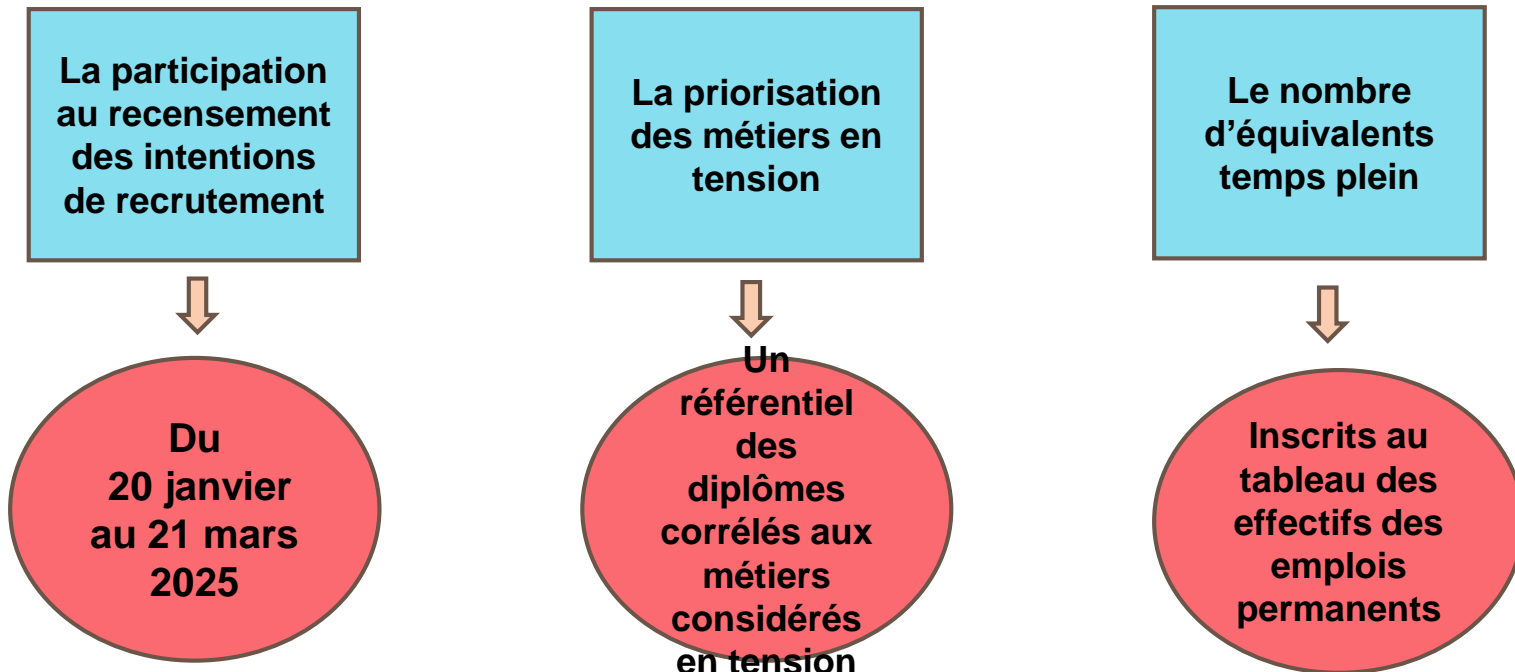 La participation
au recensement
des intentions
de recrutement
La priorisation
des métiers en
tension
Le nombre
d’équivalents
temps plein
Du
20 janvier
au 21 mars
2025
Un
référentiel
des
diplômes
corrélés aux
métiers
considérés
en tension
Inscrits au
tableau des
effectifs des
emplois
permanents